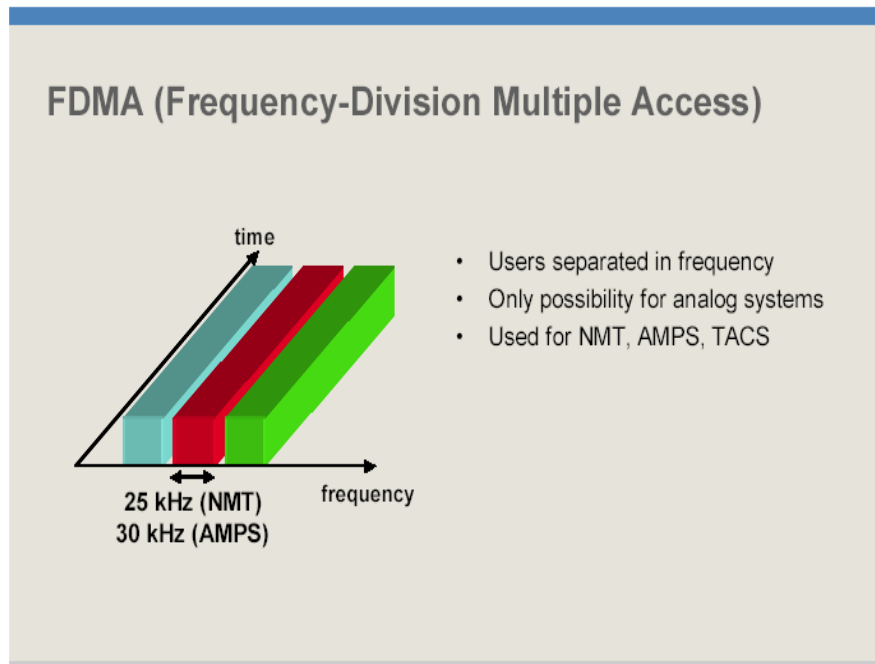 FDMA (Frequency-Division Multiple Access)
time
• Users separated in frequency
• Only possibility for analog systems
• Used for NMT, AMPS, TACS
frequency
25 kHz (NMT)
30 kHz (AMPS)